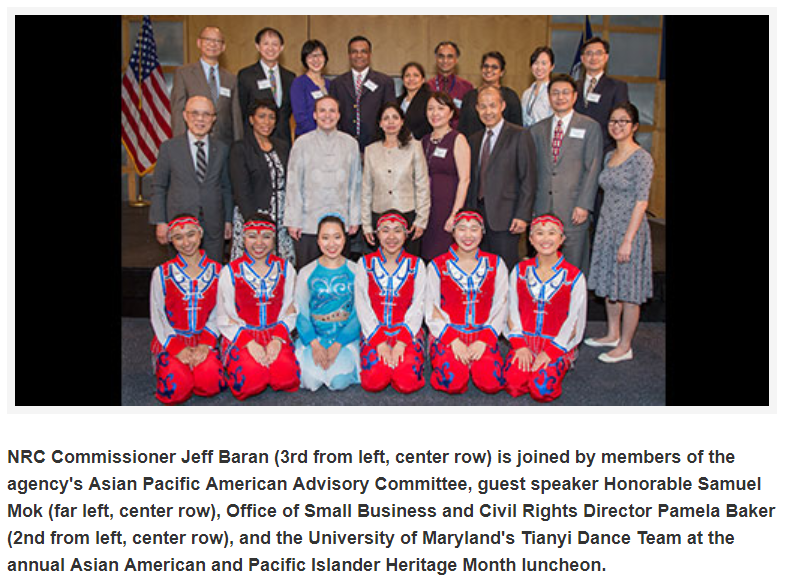 NRC Commissioner Jeff Baran (3rd from left, center row) is joined by members of the
agency's Asian Pacific American Advisory Committee, guest speaker Honorable Samuel
Mok (far left, center row), Office of Small Business and Civil Rights Director Pamela Baker
(2nd from left, center row), and the University of Maryland's Tianyi Dance Team at the
annual Asian American and Pacific Islander Heritage Month luncheon.